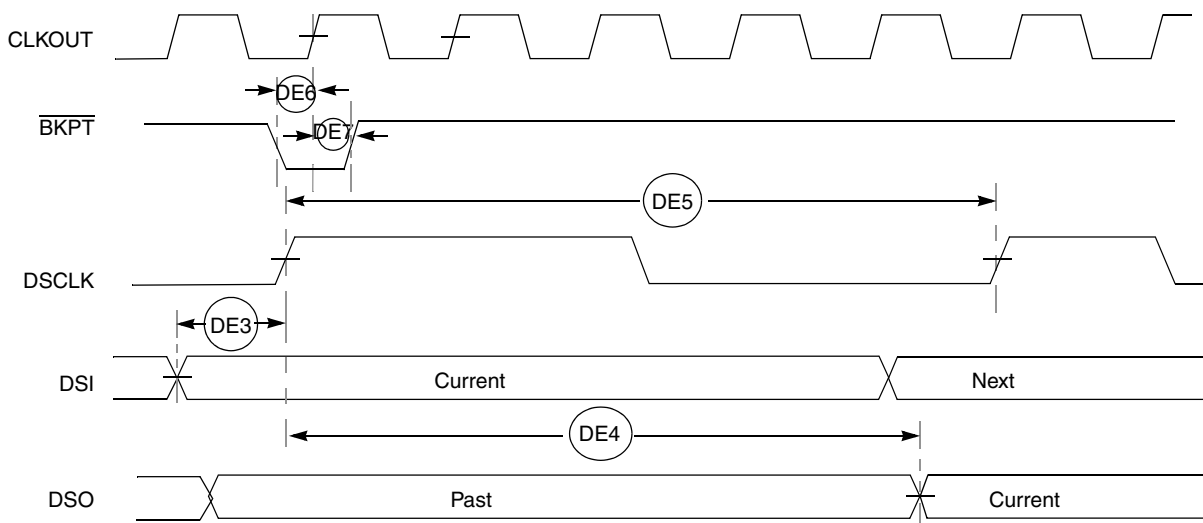 CLKOUT
DE6
BKPT
DE7
DE5
DSCLK
DE3
DSI
Current
Next
DE4
DSO
Past
Current